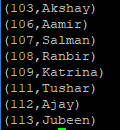 (103,Akshay)
(106,Aamir)
(107,Salman)
(108,Ranbir)
(109,Katrina)
(111,Tushar)
(112,Ajay)
(113,Jubeen)